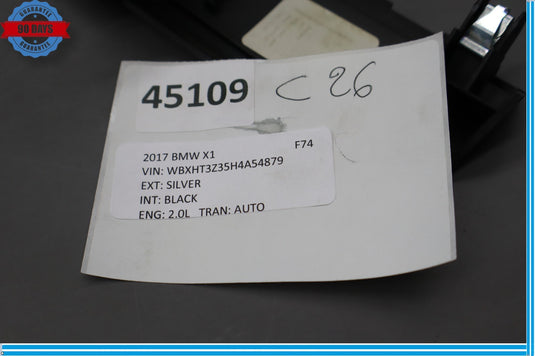 GUARANTEE
90 DAYS
GUARANTEE
45109
C 26
2017 BMW X1 F74
VIN: WBXHT3Z35H4A54879
EXT: SILVER
INT: BLACK
ENG: 2.0L TRAN: AUTO